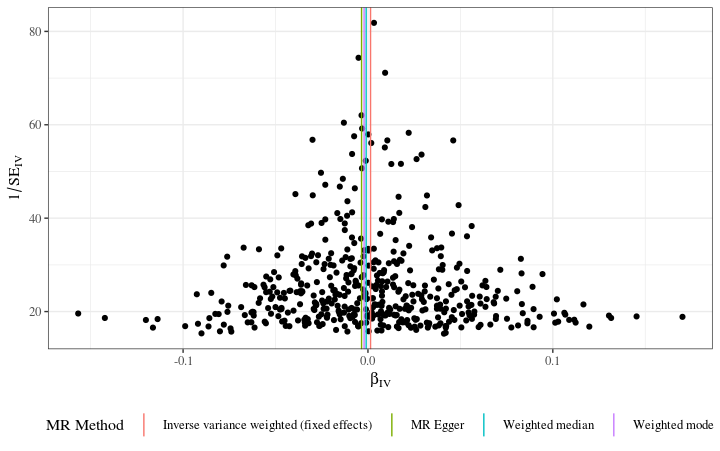 80
60
40
20
1/SE_IV
-0.1
0.0
0.1
β_IV
MR Method
Inverse variance weighted (fixed effects)
MR Egger
Weighted median
Weighted mode